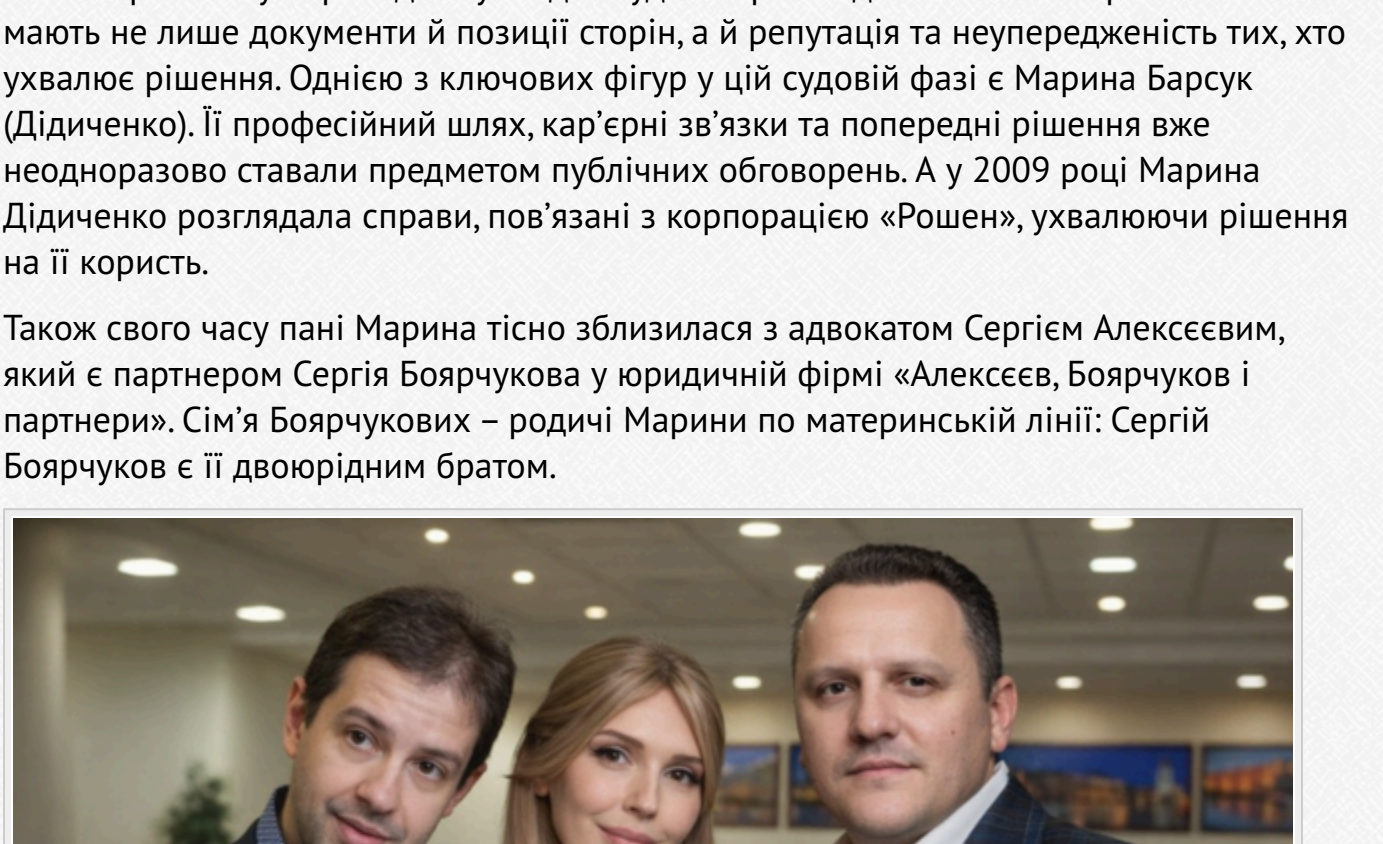 мають не лише документи й позиції сторін, а й репутація та неупередженість тих, хто
ухвалює рішення. Однією з ключових фігур у цій судовій фазі є Марина Барсук
(Дідиченко). Її професійний шлях, кар’єрні зв’язки та попередні рішення вже
неодноразово ставали предметом публічних обговорень. А у 2009 році Марина
Дідиченко розглядала справи, пов’язані з корпорацією «Рошен», ухвалюючи рішення
на її користь.
Також свого часу пані Марина тісно зблизилася з адвокатом Сергієм Алексєєвим,
який є партнером Сергія Боярчукова у юридичній фірмі «Алексєєв, Боярчуков і
партнери». Сім’я Боярчукових – родичі Марини по материнській лінії: Сергій
Боярчуков є її двоюрідним братом.